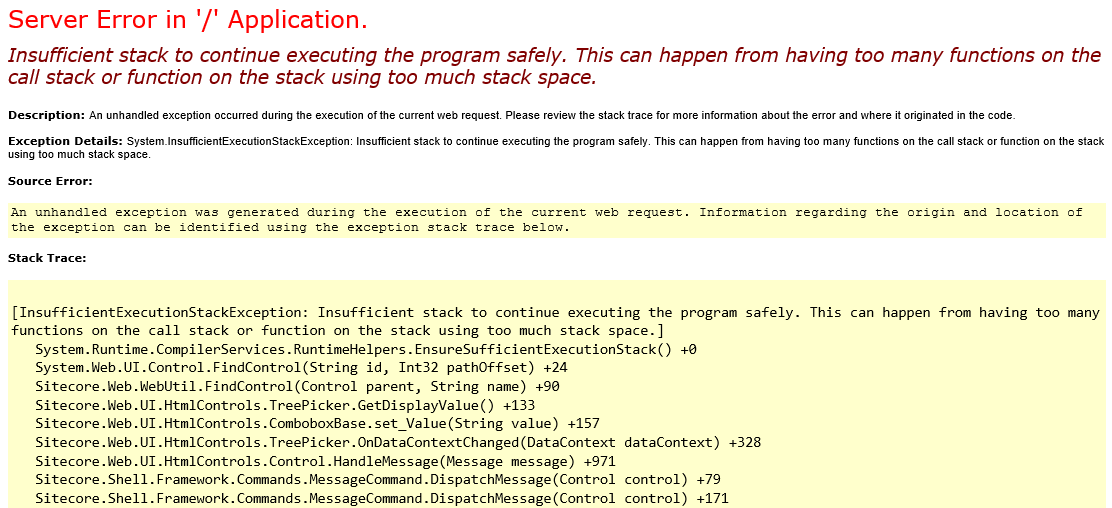 Server Error in '/' Application.
Insufficient stack to continue executing the program safely. This can happen from having too many functions on the
call stack or function on the stack using too much stack space.
Description: An unhandled exception occurred during the execution of the current web request. Please review the stack trace for more information about the error and where it originated in the code.
Exception Details: System.InsufficientExecutionStackException: Insufficient stack to continue executing the program safely. This can happen from having too many functions on the call stack or function on the stack
using too much stack space.
Source Error:
An unhandled exception was generated during the execution of the current web request. Information regarding the origin and location of
the exception can be identified using the exception stack trace below.
Stack Trace:
[InsufficientExecutionStackException: Insufficient stack to continue executing the program safely. This can happen from having too many
functions on the call stack or function on the stack using too much stack space.]
System.Runtime.CompilerServices.RuntimeHelpers.EnsureSufficientExecutionStack() +0
System.Web.UI.Control.FindControl(String id, Int32 pathOffset) +24
Sitecore.Web.WebUtil.FindControl(Control parent, String name) +90
Sitecore.Web.UI.HtmlControls.TreePicker.GetDisplayValue() +133
Sitecore.Web.UI.HtmlControls.ComboboxBase.set_Value(String value) +157
Sitecore.Web.UI.HtmlControls.TreePicker.OnDataContextChanged(DataContext dataContext) +328
Sitecore.Web.UI.HtmlControls.Control.HandleMessage(Message message) +971
Sitecore.Shell.Framework.Commands.MessageCommand.DispatchMessage(Control control) +79
Sitecore.Shell.Framework.Commands.MessageCommand.DispatchMessage(Control control) +171